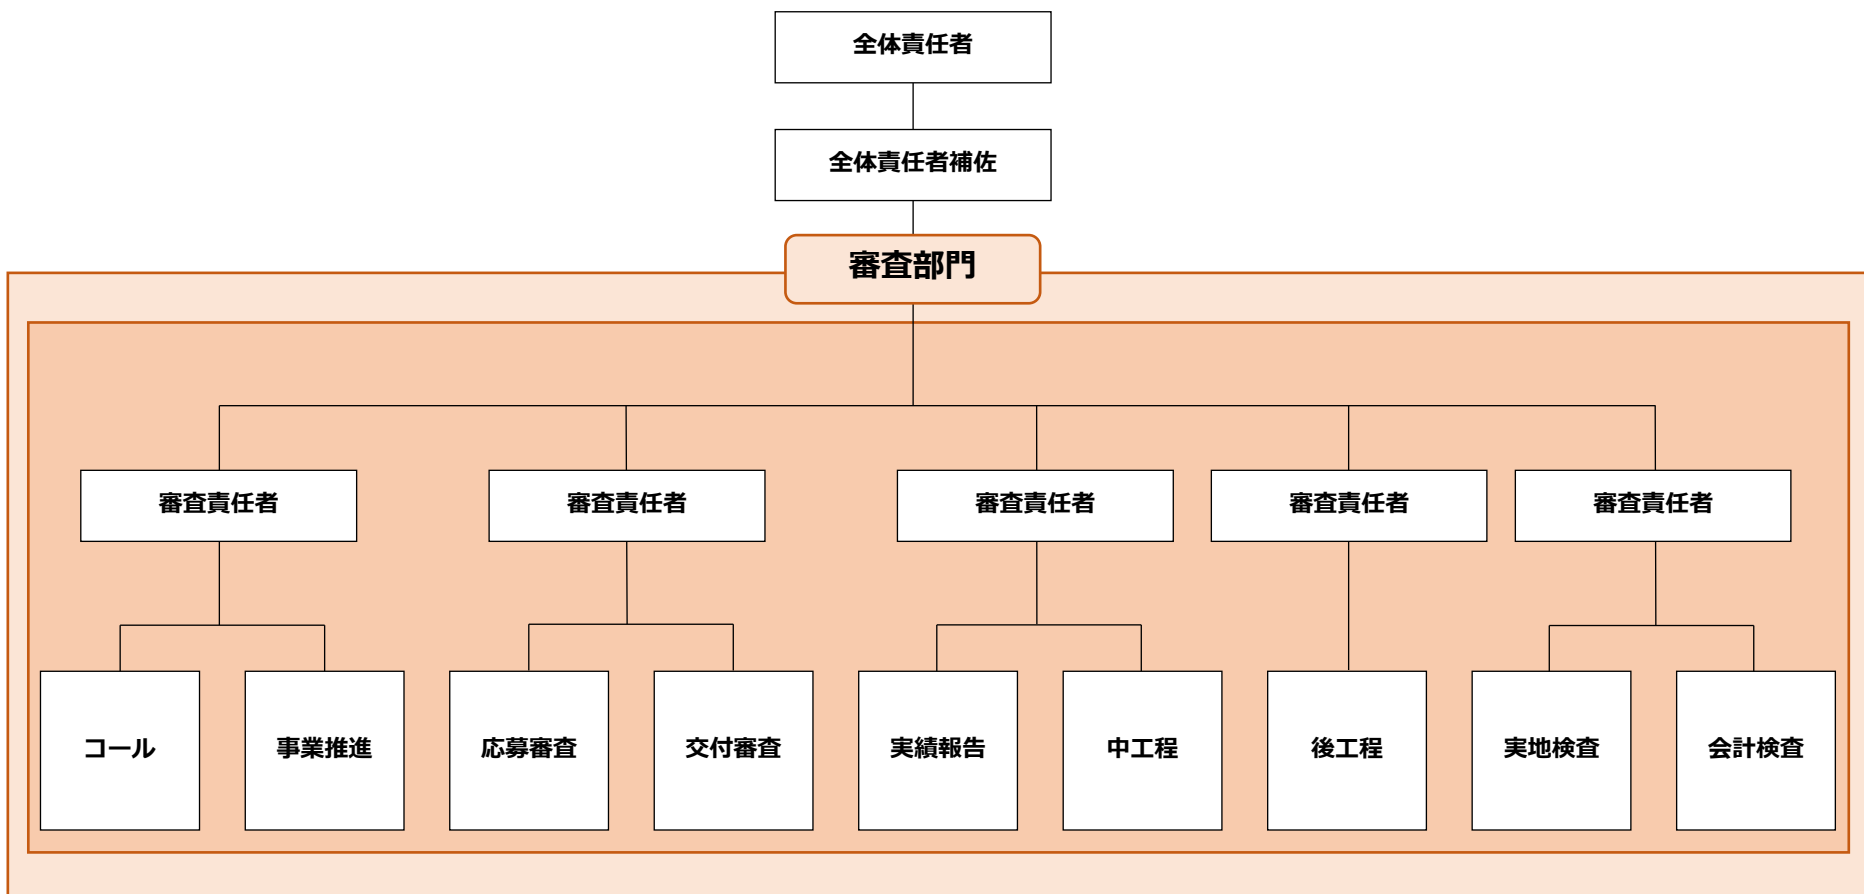 全体責任者
全体責任者補佐
審査部門
審査責任者
審査責任者
審査責任者
審査責任者
審査責任者
コール
事業推進
応募審査
交付審査
実績報告
中工程
後工程
実地検査
会計検査